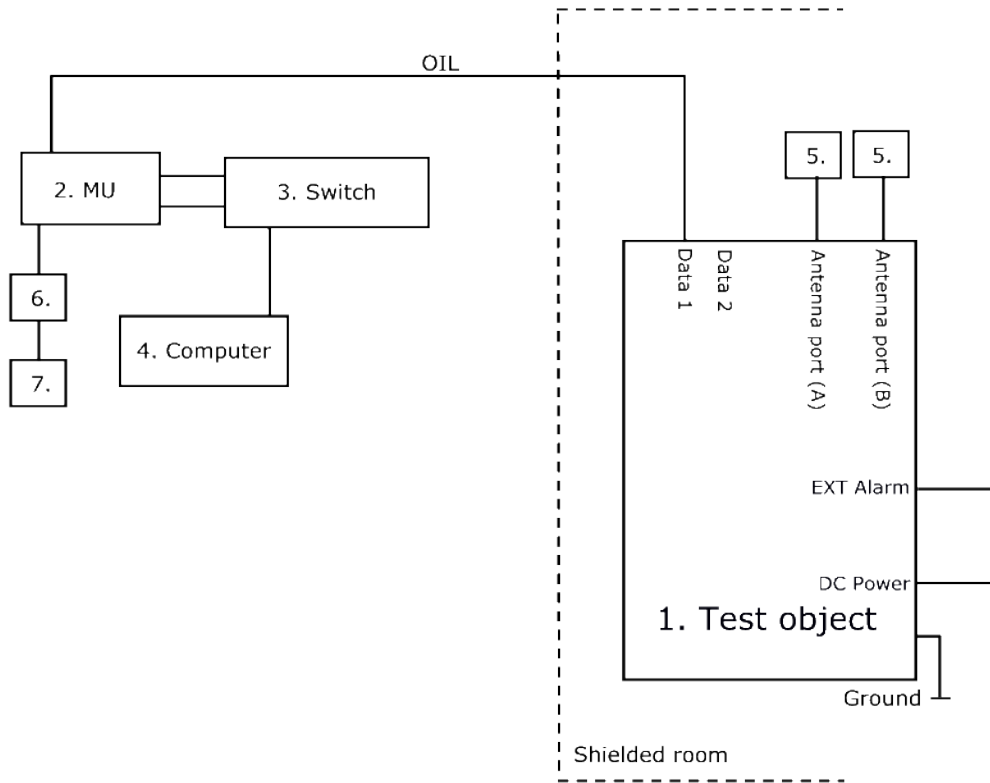 OIL
2. MU
3. Switch
5.
5.
Data 1
Data 2
Antenna port (A)
Antenna port (B)
6.
4. Computer
7.
EXT Alarm
DC Power
1. Test object
Ground
Shielded room